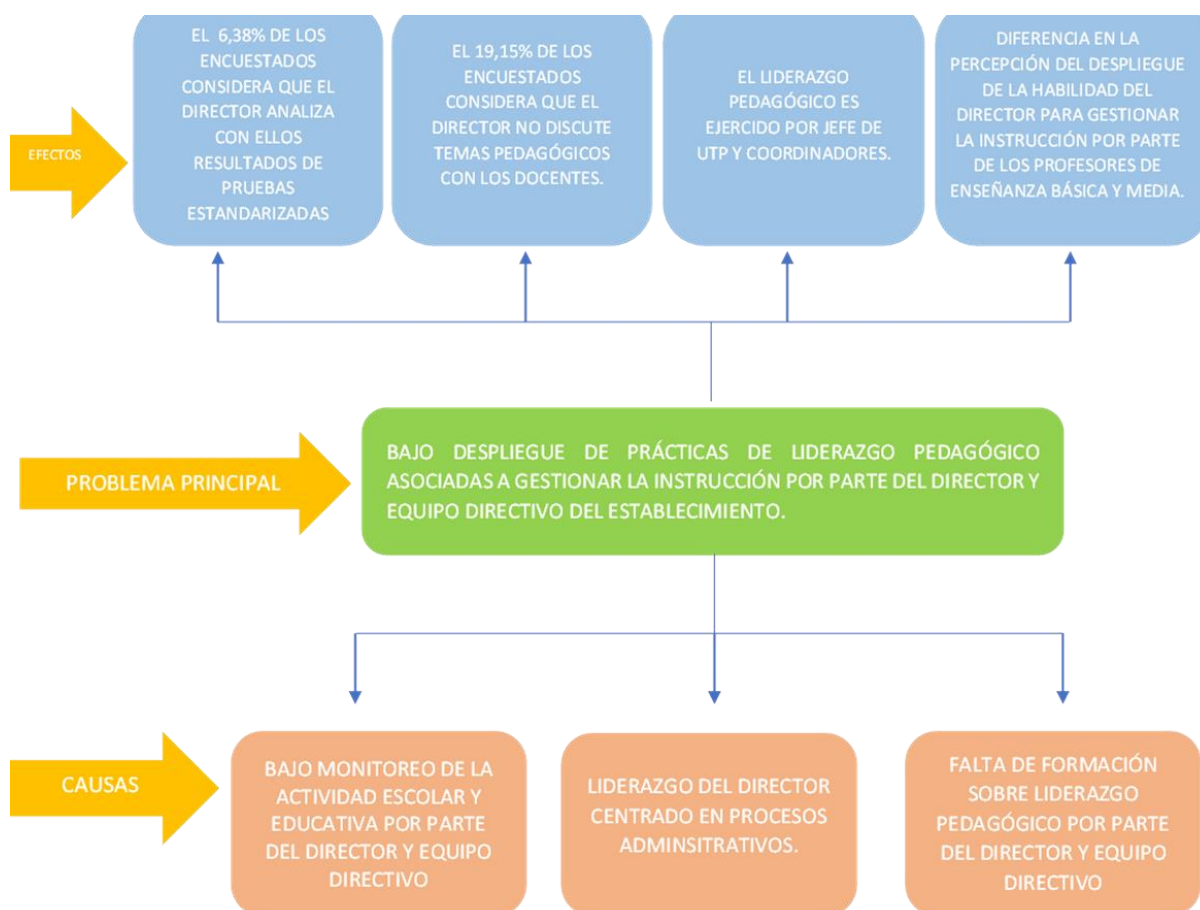 EFECTOS
EL 6,38% DE LOS
ENCUESTADOS
CONSIDERA QUE EL
DIRECTOR ANALIZA
CON ELLOS
RESULTADOS DE
PRUEBAS
ESTANDARIZADAS
EL 19,15% DE LOS
ENCUESTADOS
CONSIDERA QUE EL
DIRECTOR NO DISCUTE
TEMAS PEDAGÓGICOS
CON LOS DOCENTES.
EL LIDERAZGO
PEDAGÓGICO ES
EJERCIDO POR JEFE DE
UTP Y COORDINADORES.
DIFERENCIA EN LA
PERCEPCIÓN DEL DESPLIEGUE
DE LA HABILIDAD DEL
DIRECTOR PARA GESTIONAR
LA INSTRUCCIÓN POR PARTE
DE LOS PROFESORES DE
ENSEÑANZA BÁSICA Y MEDIA.
PROBLEMA PRINCIPAL
BAJO DESPLIEGUE DE PRÁCTICAS DE LIDERAZGO PEDAGÓGICO
ASOCIADAS A GESTIONAR LA INSTRUCCIÓN POR PARTE DEL DIRECTOR Y
EQUIPO DIRECTIVO DEL ESTABLECIMIENTO.
CAUSAS
BAJO MONITOREO DE LA
ACTIVIDAD ESCOLAR Y
EDUCATIVA POR PARTE
DEL DIRECTOR Y EQUIPO
DIRECTIVO
LIDERAZGO DEL DIRECTOR
CENTRADO EN PROCESOS
ADMINSITRATIVOS.
FALTA DE FORMACIÓN
SOBRE LIDERAZGO
PEDAGÓGICO POR PARTE
DEL DIRECTOR Y EQUIPO
DIRECTIVO